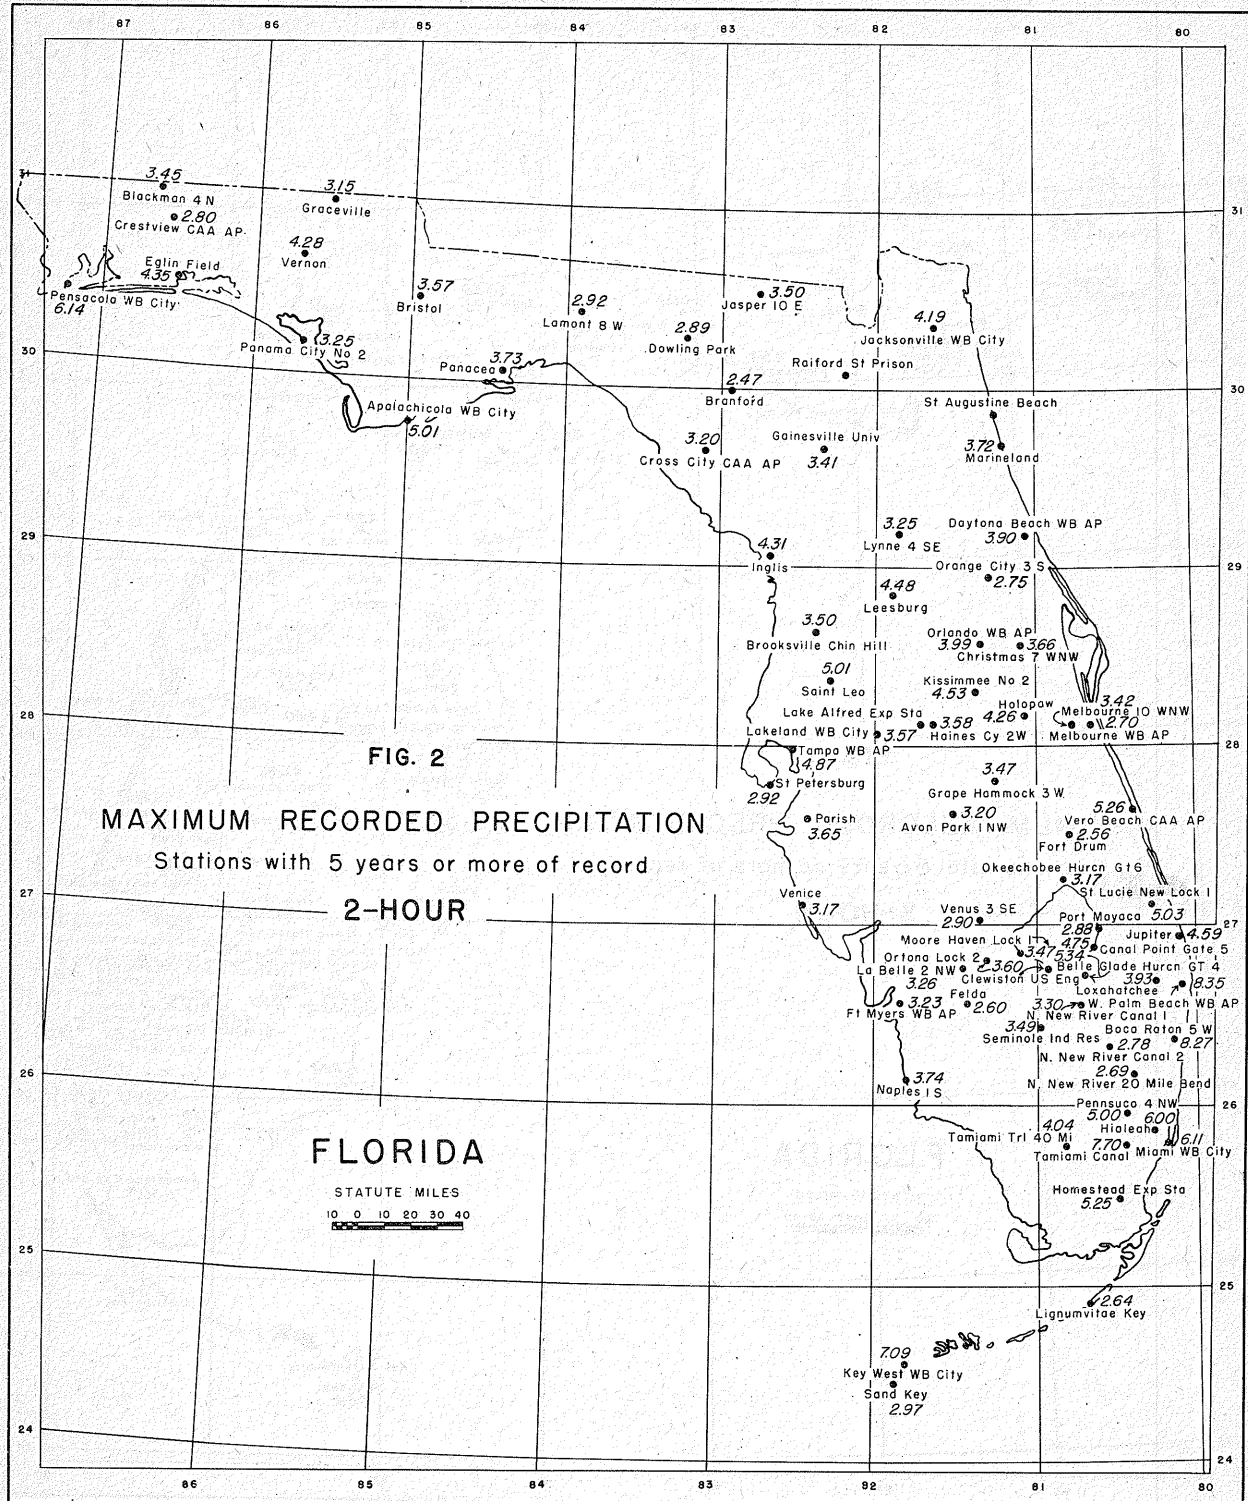 87 86 85 84 83 82 81 80
31
3.45
Blackman 4 N
2.80
Crestview CAA AP.
3.15
Graceville
31
4.28
Vernon
Eglin Field
4.35
Pensacola WB City
6.14
3.57
Bristol
2.92
Lamont 8 W
3.50
Jasper 10 E
4.19
Jacksonville WB City
2.89
Dowling Park
3.25
Panama City No 2
30
3.73
Panacea
Raiford St Prison
2.47
Branford
30
Apalachicola WB City
5.01
St Augustine Beach
3.20
Cross City CAA AP
Gainesville Univ
3.41
3.72
Marineland
29
3.25
Lynne 4 SE
Daytona Beach WB AP
3.90
4.31
Inglis
Orange City 3 S
2.75
29
4.48
Leesburg
3.50
Brooksville Chin Hill
Orlando WB AP
3.99
3.66
Christmas 7 WNW
5.01
Saint Leo
Kissimmee No 2
4.53
Holopaw
4.26
3.42
Melbourne 10 WNW
2.70
Melbourne WB AP
28
Lake Alfred Exp Sta
3.58
Haines Cy 2W
Lakeland WB City
3.57
28
Tampa WB AP
4.87
St Petersburg
2.92
FIG. 2
3.47
Grape Hammock 3 W
MAXIMUM RECORDED PRECIPITATION
Stations with 5 years or more of record
2-HOUR
Parish
3.65
3.20
Avon Park 1 NW
5.26
Vero Beach CAA AP
2.56
Fort Drum
27
Okeechobee Hurcn Gt6
3.17
St Lucie New Lock 1
5.03
Venice
3.17
Venus 3 SE
2.90
Port Mayaca
2.88
27
Jupiter 4.59
Moore Haven Lock 1
3.47
4.75
Canal Point Gate 5
Ortona Lock 2
3.60
5.34
Belle Glade Hurcn GT 4
La Belle 2 NW
3.26
Clewiston US Eng
3.93
Loxahatchee
8.35
3.23
Ft Myers WB AP
Felda
2.60
3.30
W. Palm Beach WB AP
N. New River Canal 1
3.49
Seminole Ind Res
Boca Raton 5 W
8.27
2.78
N. New River Canal 2
26
3.74
Naples 1 S
2.69
N. New River 20 Mile Bend
Pennsuco 4 NW
5.00
26
6.00
Hialeah
4.04
Tamiami Trl 40 Mi
7.70
Tamiami Canal
6.11
Miami WB City
FLORIDA
STATUTE MILES
10 0 10 20 30 40
Homestead Exp Sta
5.25
25
25
2.64
Lignumvitae Key
7.09
Key West WB City
Sand Key
2.97
24
24
86 85 84 83 82 81 80